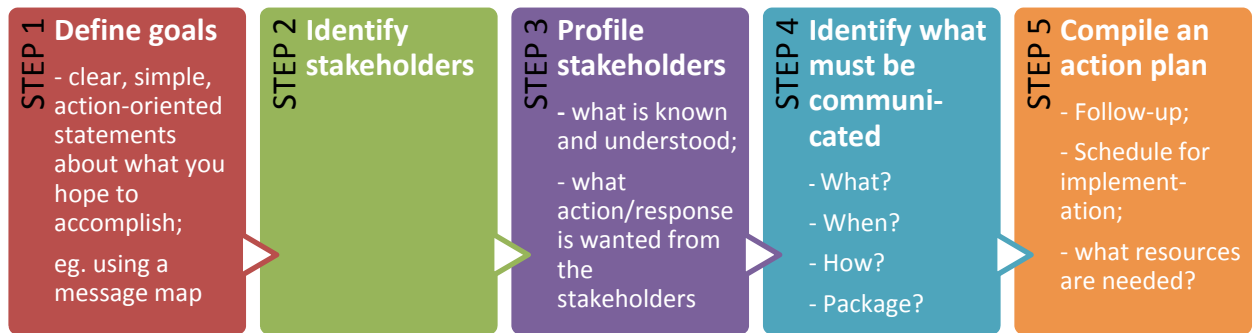 STEP 1
Define goals
- clear, simple,
action-oriented
statements
about what you
hope to
accomplish;
eg. using a
message map
STEP 2
Identify
stakeholders
STEP 3
Profile
stakeholders
- what is known
and understood;
- what
action/response
is wanted from
the
stakeholders
STEP 4
Identify what
must be
communi-
cated
- What?
- When?
- How?
- Package?
STEP 5
Compile an
action plan
- Follow-up;
- Schedule for
implement-
ation;
- what resources
are needed?